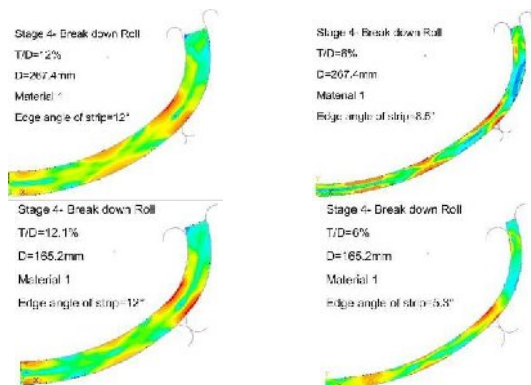 Stage 4- Break down Roll
T/D=12%
D=267.4mm
Material 1
Edge angle of strip=12°
Stage 4- Break down Roll
T/D=8%
D=267.4mm
Material 1
Edge angle of strip=8.5°
Stage 4- Break down Roll
T/D=12.1%
D=165.2mm
Material 1
Edge angle of strip=12°
Stage 4- Break down Roll
T/D=6%
D=165.2mm
Material 1
Edge angle of strip=5.3°